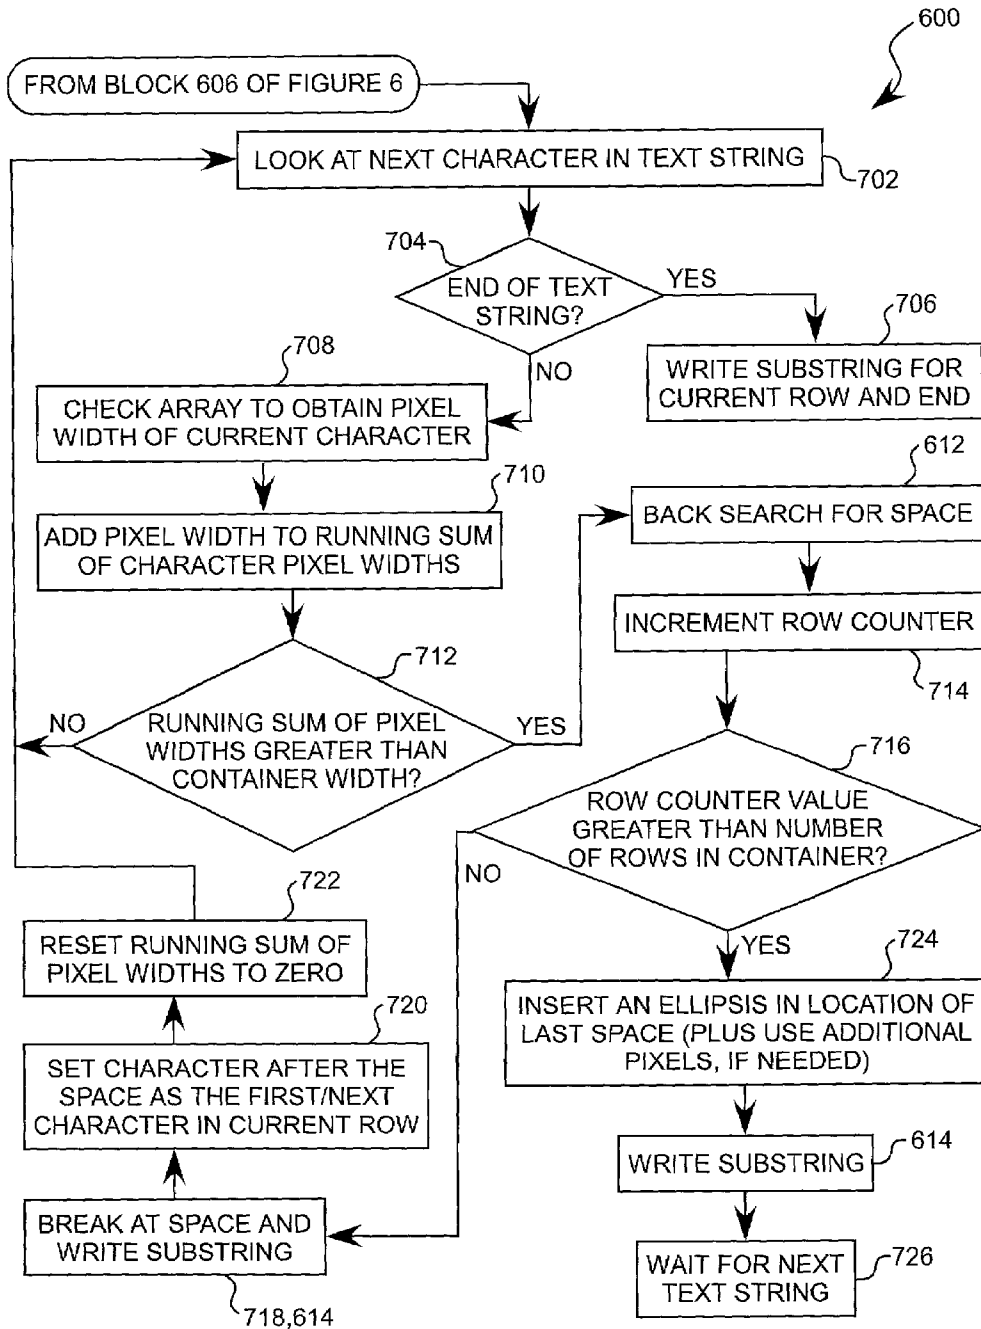 600
FROM BLOCK 606 OF FIGURE 6
LOOK AT NEXT CHARACTER IN TEXT STRING
702
704
END OF TEXT
STRING?
YES
NO
706
WRITE SUBSTRING FOR
CURRENT ROW AND END
708
CHECK ARRAY TO OBTAIN PIXEL
WIDTH OF CURRENT CHARACTER
710
ADD PIXEL WIDTH TO RUNNING SUM
OF CHARACTER PIXEL WIDTHS
712
RUNNING SUM OF PIXEL
WIDTHS GREATER THAN
CONTAINER WIDTH?
NO
YES
612
BACK SEARCH FOR SPACE
INCREMENT ROW COUNTER
714
716
ROW COUNTER VALUE
GREATER THAN NUMBER
OF ROWS IN CONTAINER?
NO
YES
722
RESET RUNNING SUM OF
PIXEL WIDTHS TO ZERO
720
SET CHARACTER AFTER THE
SPACE AS THE FIRST/NEXT
CHARACTER IN CURRENT ROW
BREAK AT SPACE AND
WRITE SUBSTRING
718,614
724
INSERT AN ELLIPSIS IN LOCATION OF
LAST SPACE (PLUS USE ADDITIONAL
PIXELS, IF NEEDED)
WRITE SUBSTRING
614
WAIT FOR NEXT
TEXT STRING
726